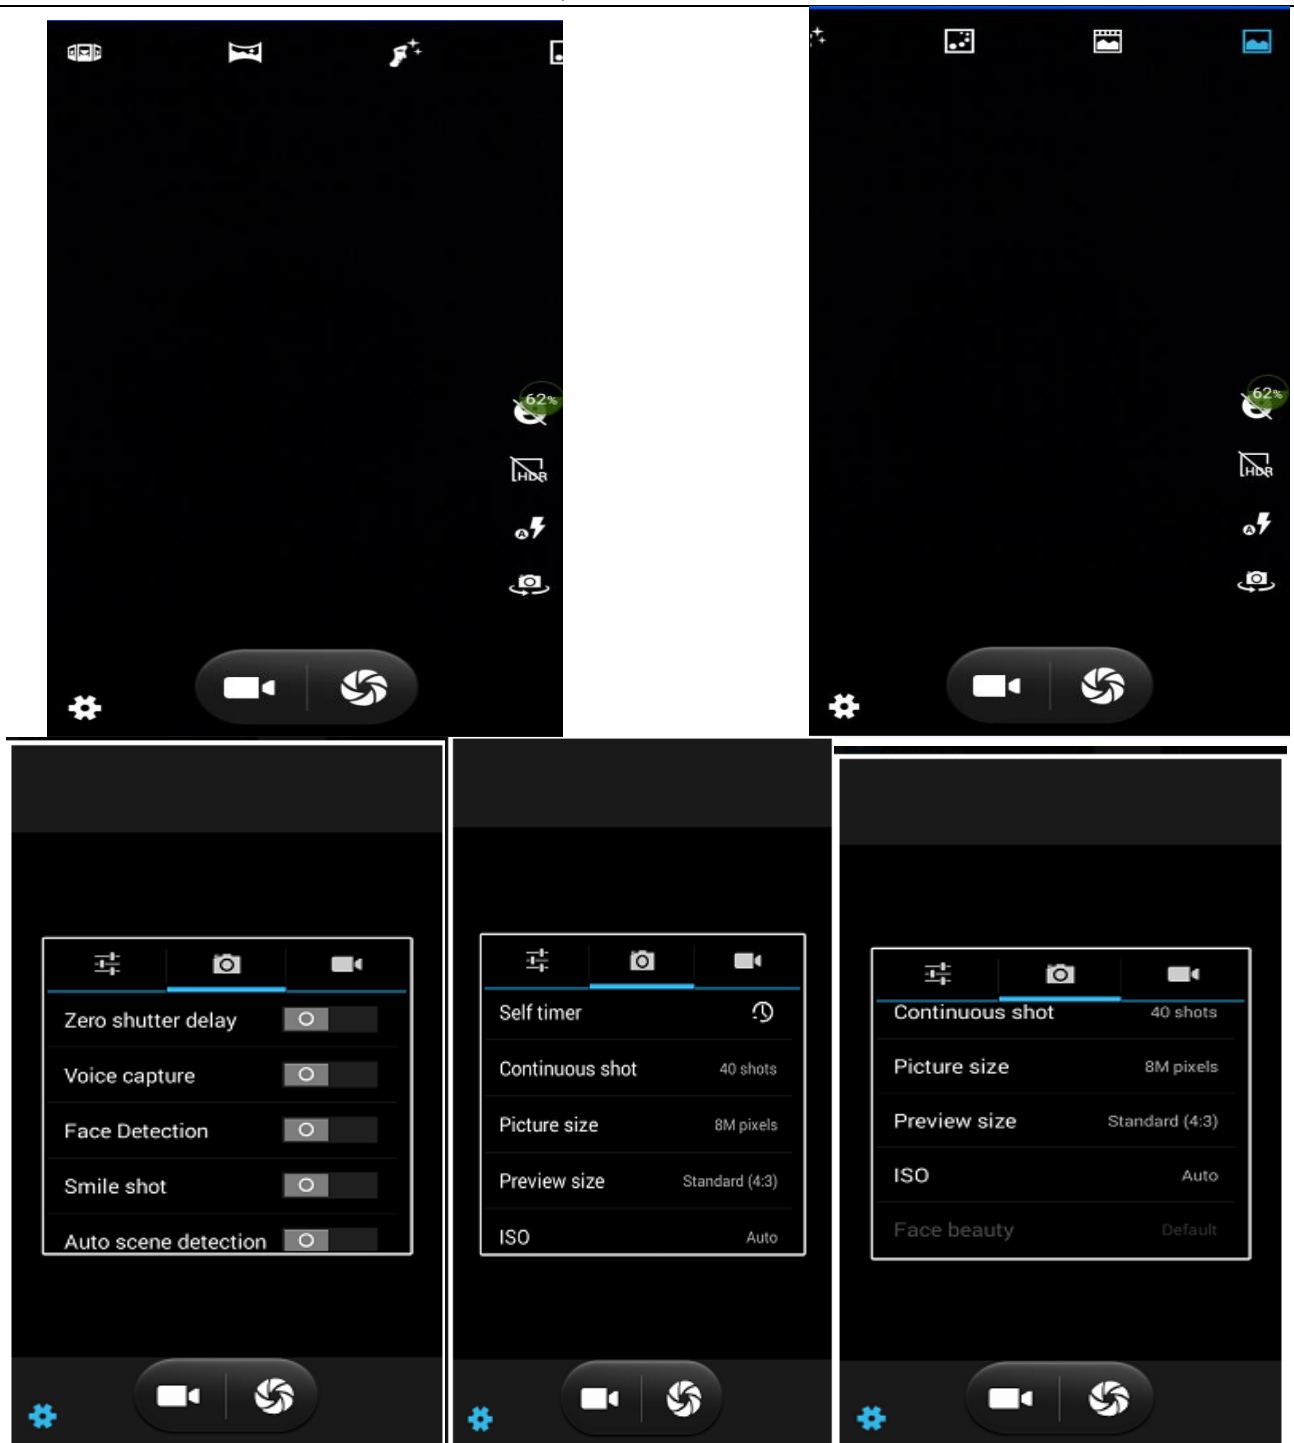 62%
HDR
A
62%
HDR
A
Zero shutter delay
Voice capture
Face Detection
Smile shot
Auto scene detection
Self timer
Continuous shot 40 shots
Picture size 8M pixels
Preview size Standard (4:3)
ISO Auto
Continuous shot 40 shots
Picture size 8M pixels
Preview size Standard (4:3)
ISO Auto
Face beauty Default